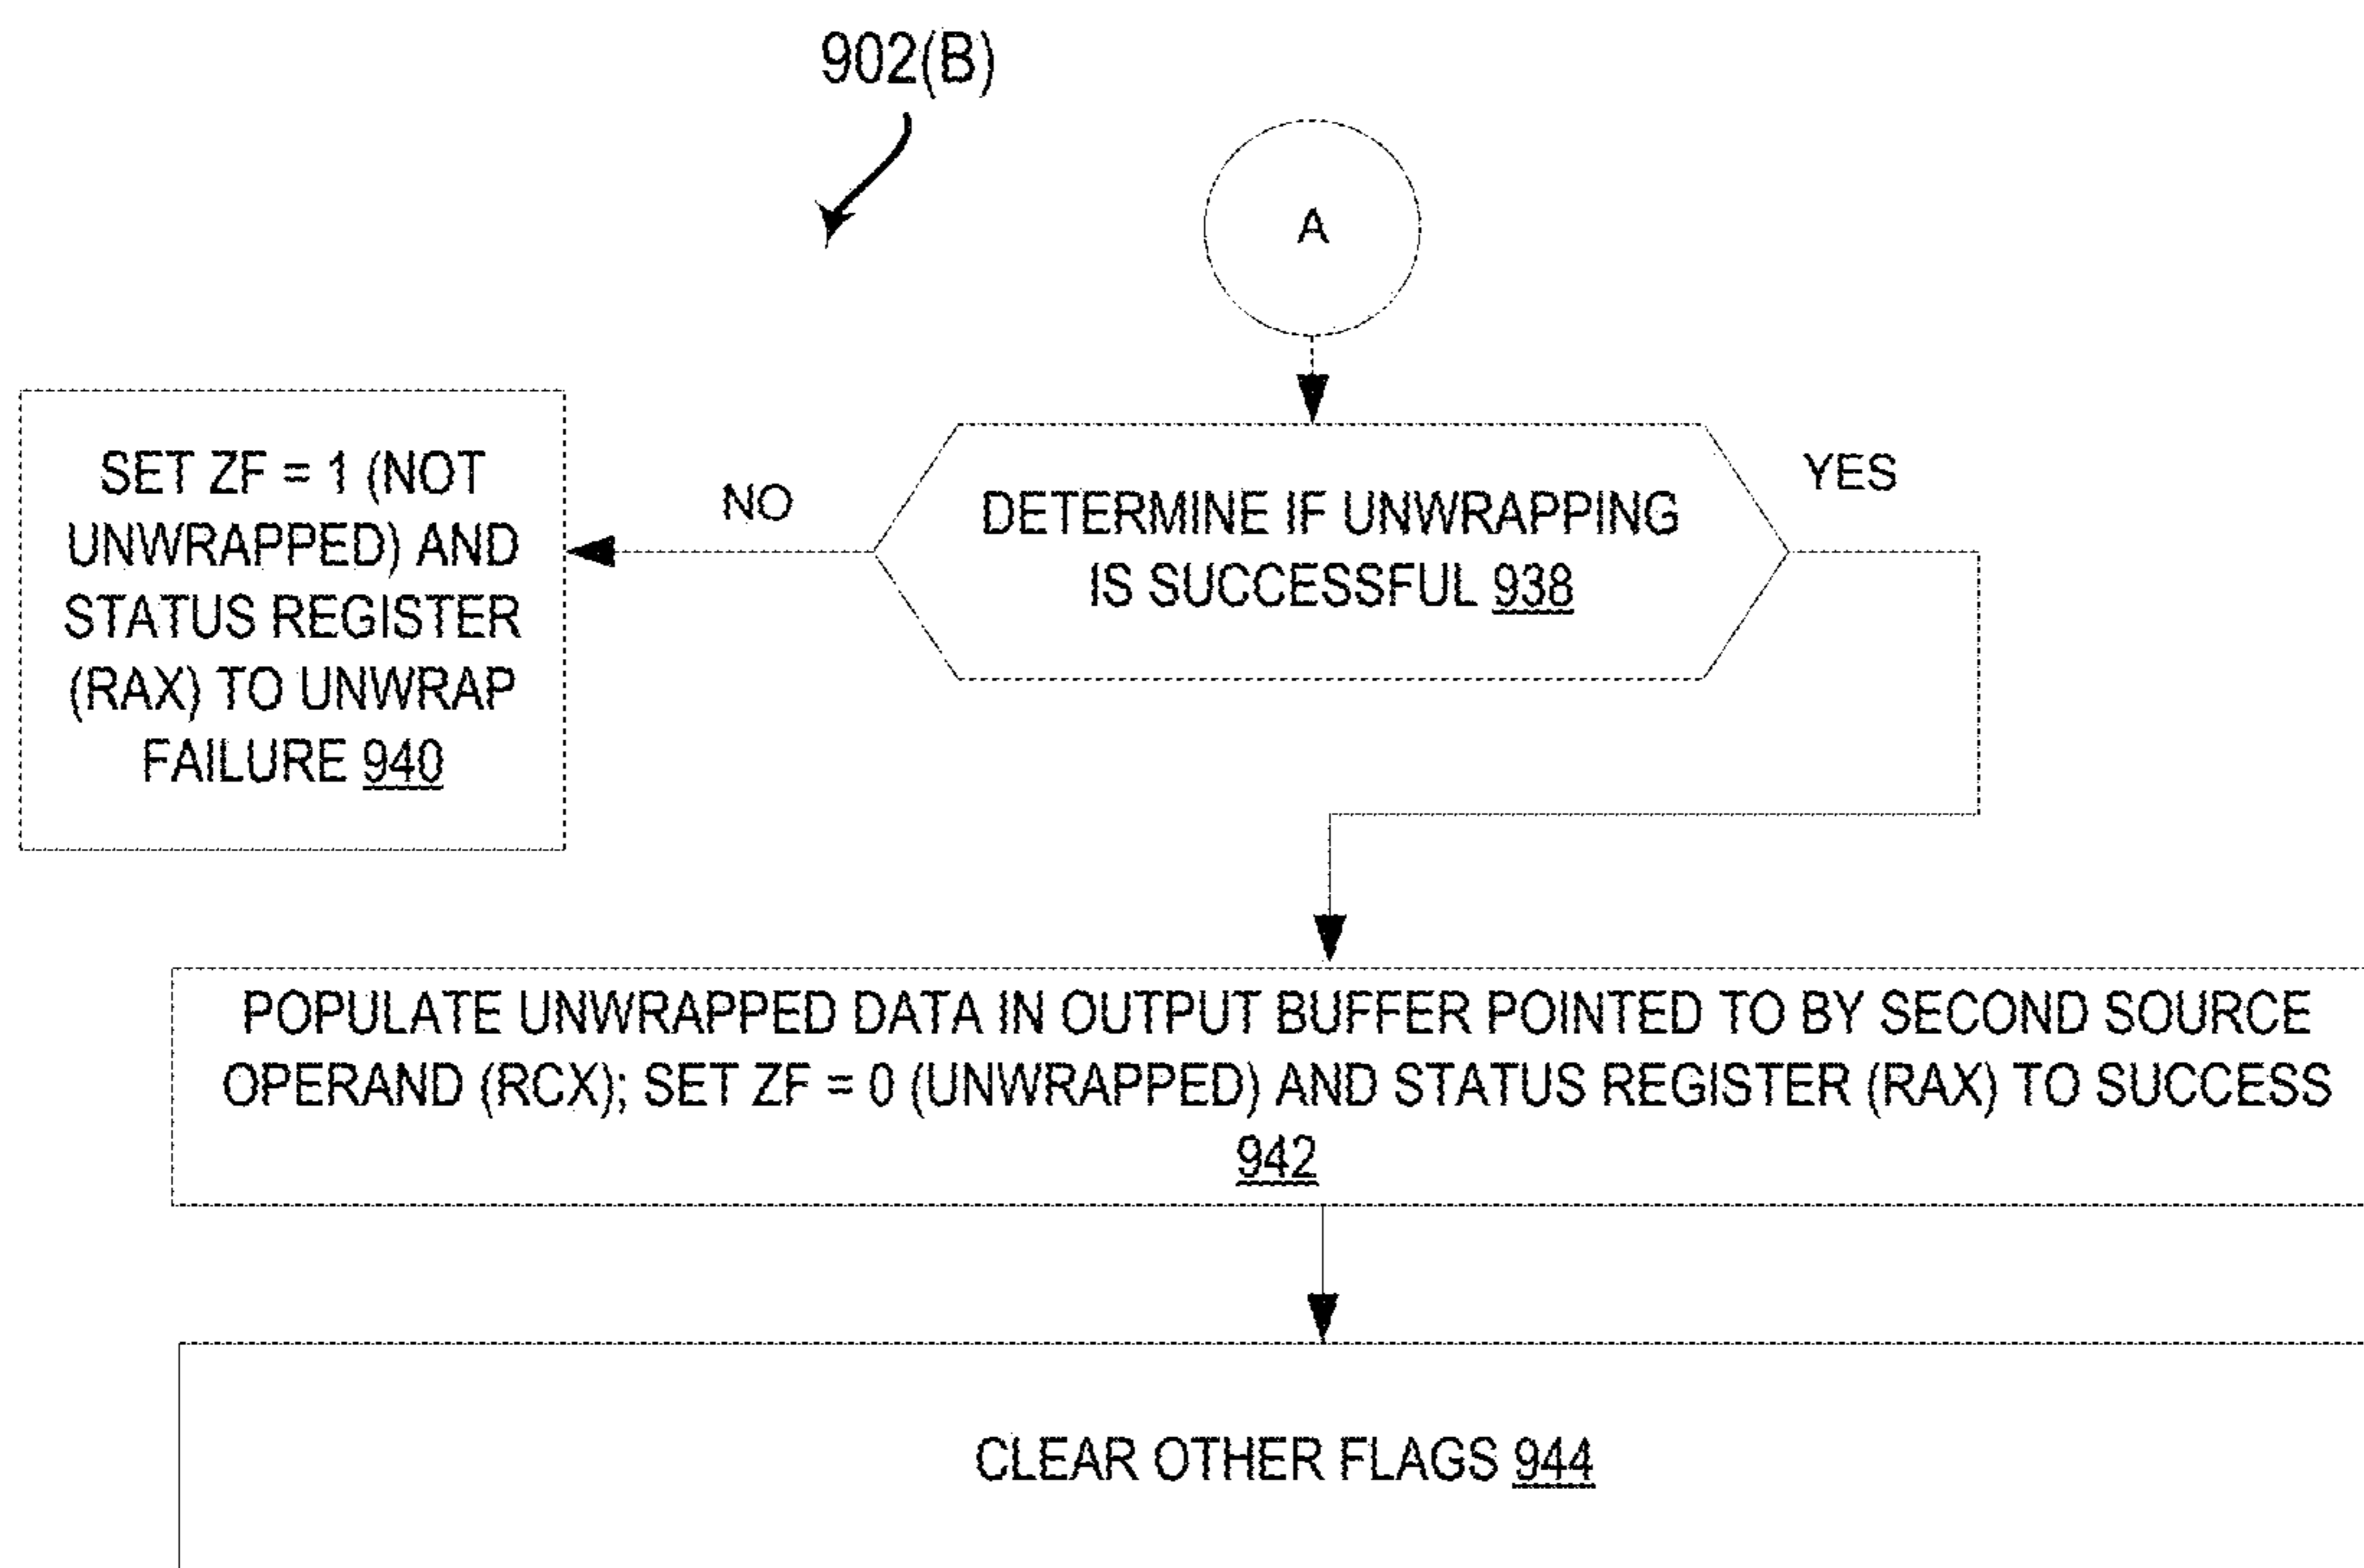 902(B)
A
SET ZF = 1 (NOT
UNWRAPPED) AND
STATUS REGISTER
(RAX) TO UNWRAP
FAILURE 940
NO
DETERMINE IF UNWRAPPING
IS SUCCESSFUL 938
YES
POPULATE UNWRAPPED DATA IN OUTPUT BUFFER POINTED TO BY SECOND SOURCE
OPERAND (RCX); SET ZF = 0 (UNWRAPPED) AND STATUS REGISTER (RAX) TO SUCCESS
942
CLEAR OTHER FLAGS 944